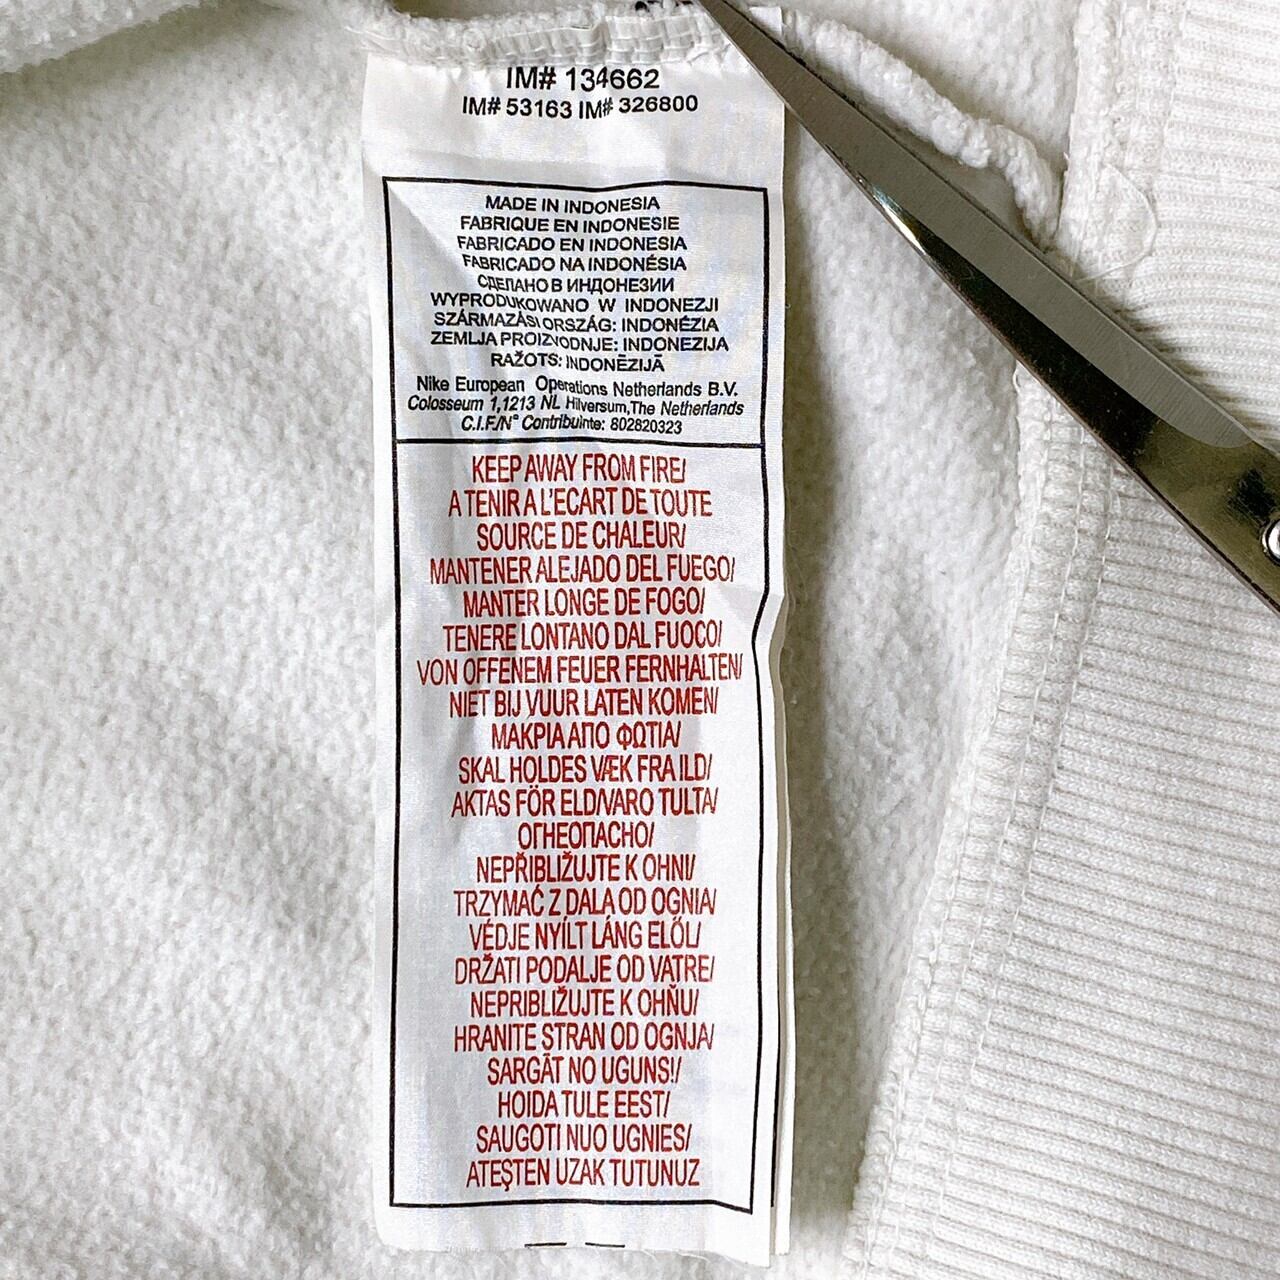 IM# 134662
IM# 53163 IM# 326800
MADE IN INDONESIA
FABRIQUE EN INDONESIE
FABRICADO EN INDONESIA
FABRICADO NA INDONÉSIA
СДЕЛАНО В ИНДОНЕЗИИ
WYPRODUKOWANO W INDONEZJI
SZÁRMAZÁSI ORSZÁG: INDONÉZIA
ZEMLJA PROIZVODNJE: INDONEZIJA
RAŽOTS: INDONĒZIJĀ
Nike European Operations Netherlands B.V.
Colosseum 1,1213 NL Hilversum,The Netherlands
C.I.F./N° Contribuinte: 802820323
KEEP AWAY FROM FIRE/
A TENIR A L'ECART DE TOUTE
SOURCE DE CHALEUR/
MANTENER ALEJADO DEL FUEGO/
MANTER LONGE DE FOGO/
TENERE LONTANO DAL FUOCO/
VON OFFENEM FEUER FERNHALTEN/
NIET BIJ VUUR LATEN KOMEN/
ΜΑΚΡΙΑ ΑΠΟ ΦΩΤΙΑ/
SKAL HOLDES VÆK FRA ILD/
AKTAS FÖR ELD/VARO TULTA/
ОГНЕОПАСНО/
NEPŘIBLIŽUJTE K OHNI/
TRZYMAĆ Z DALA OD OGNIA/
VÉDJE NYÍLT LÁNG ELŐL/
DRŽATI PODALJE OD VATRE/
NEPRIBLIŽUJTE K OHŇU/
HRANITE STRAN OD OGNJA/
SARGĀT NO UGUNS!/
HOIDA TULE EEST/
SAUGOTI NUO UGNIES/
ATEŞTEN UZAK TUTUNUZ